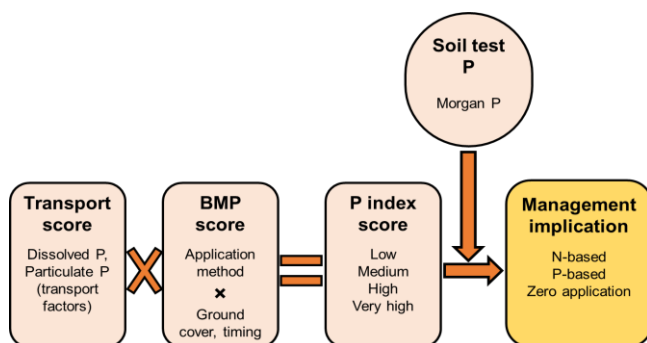 Soil test
P
Morgan P
Transport
score
Dissolved P,
Particulate P
(transport
factors)
BMP
score
Application
method
×
Ground
cover, timing
P index
score
Low
Medium
High
Very high
Management
implication
N-based
P-based
Zero application